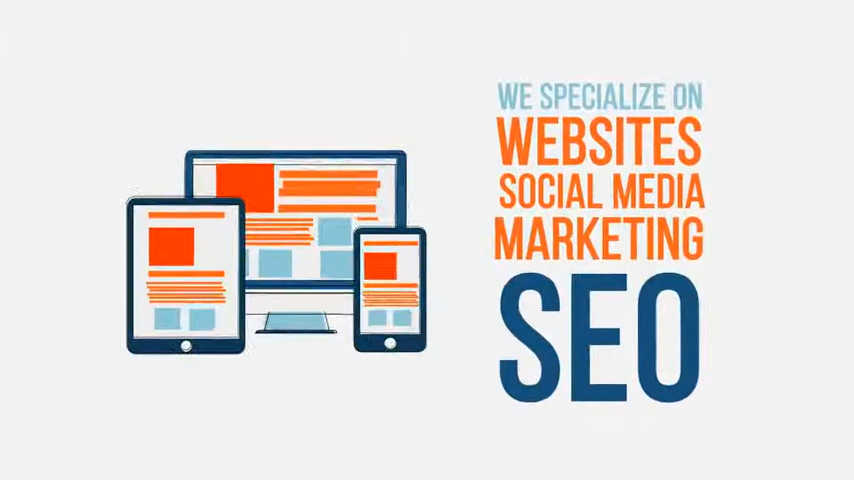 WE SPECIALIZE ON
WEBSITES
SOCIAL MEDIA
MARKETING
SEO